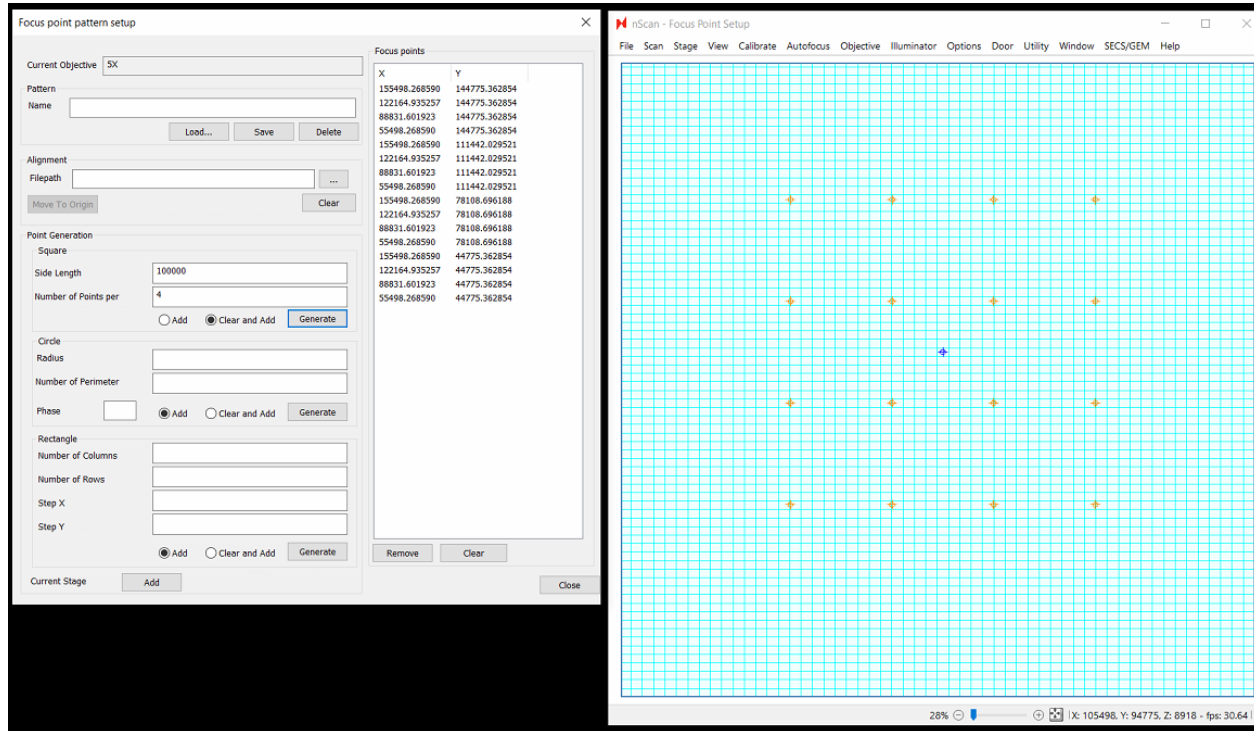 Focus point pattern setup
Current Objective 5X
Pattern
Name
Load... Save Delete
Alignment
Filepath ...
Move To Origin Clear
Point Generation
Square
Side Length 100000
Number of Points per 4
Add Clear and Add Generate
Circle
Radius
Number of Perimeter
Phase Add Clear and Add Generate
Rectangle
Number of Columns
Number of Rows
Step X
Step Y
Add Clear and Add Generate
Current Stage Add
Focus points
X Y
155498.268590 144775.362854
122164.935257 144775.362854
88831.601923 144775.362854
55498.268590 144775.362854
155498.268590 111442.029521
122164.935257 111442.029521
88831.601923 111442.029521
55498.268590 111442.029521
155498.268590 78108.696188
122164.935257 78108.696188
88831.601923 78108.696188
55498.268590 78108.696188
155498.268590 44775.362854
122164.935257 44775.362854
88831.601923 44775.362854
55498.268590 44775.362854
Remove Clear
Close
nScan - Focus Point Setup
File Scan Stage View Calibrate Autofocus Objective Illuminator Options Door Utility Window SECS/GEM Help
28% X: 105498, Y: 94775, Z: 8918 - fps: 30.64